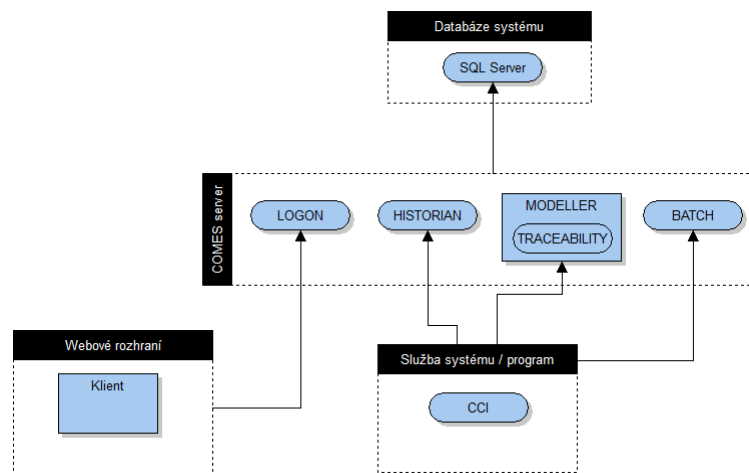 Databáze systému
SQL Server
COMES server
LOGON
HISTORIAN
MODELLER
TRACEABILITY
BATCH
Webové rozhraní
Klient
Služba systému / program
CCI